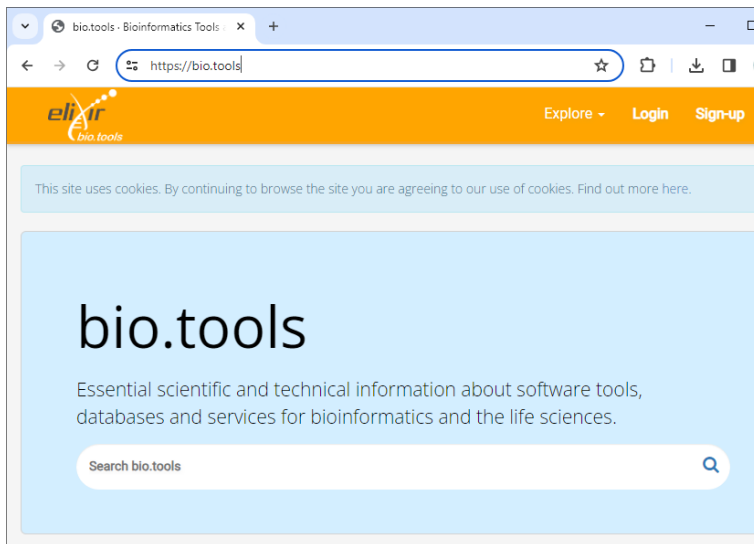 bio.tools · Bioinformatics Tools
https://bio.tools
elixir
bio.tools
Explore
Login
Sign-up
This site uses cookies. By continuing to browse the site you are agreeing to our use of cookies. Find out more here.
bio.tools
Essential scientific and technical information about software tools,
databases and services for bioinformatics and the life sciences.
Search bio.tools